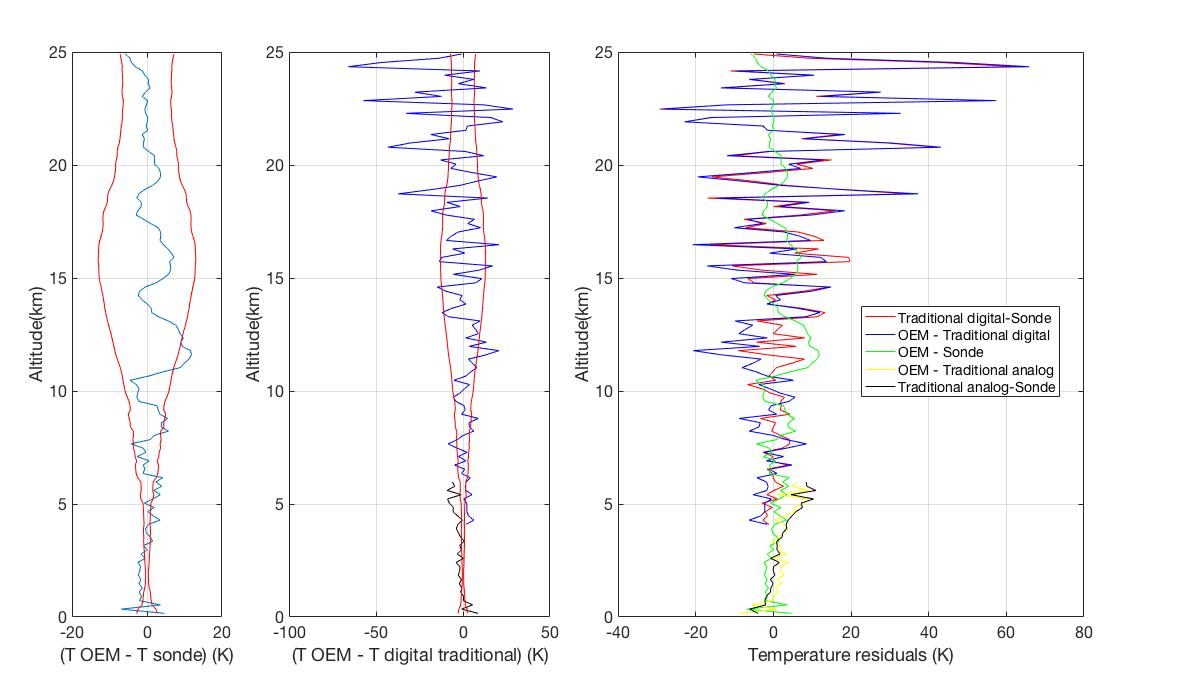 25
20
15
10
5
0
-20
0
20
Altitude(km)
(T OEM - T sonde) (K)
25
20
15
10
5
0
-100
-50
0
50
Altitude(km)
(T OEM - T digital traditional) (K)
25
20
15
10
5
0
-40
-20
0
20
40
60
80
Altitude(km)
Temperature residuals (K)
Traditional digital-Sonde
OEM - Traditional digital
OEM - Sonde
OEM - Traditional analog
Traditional analog-Sonde